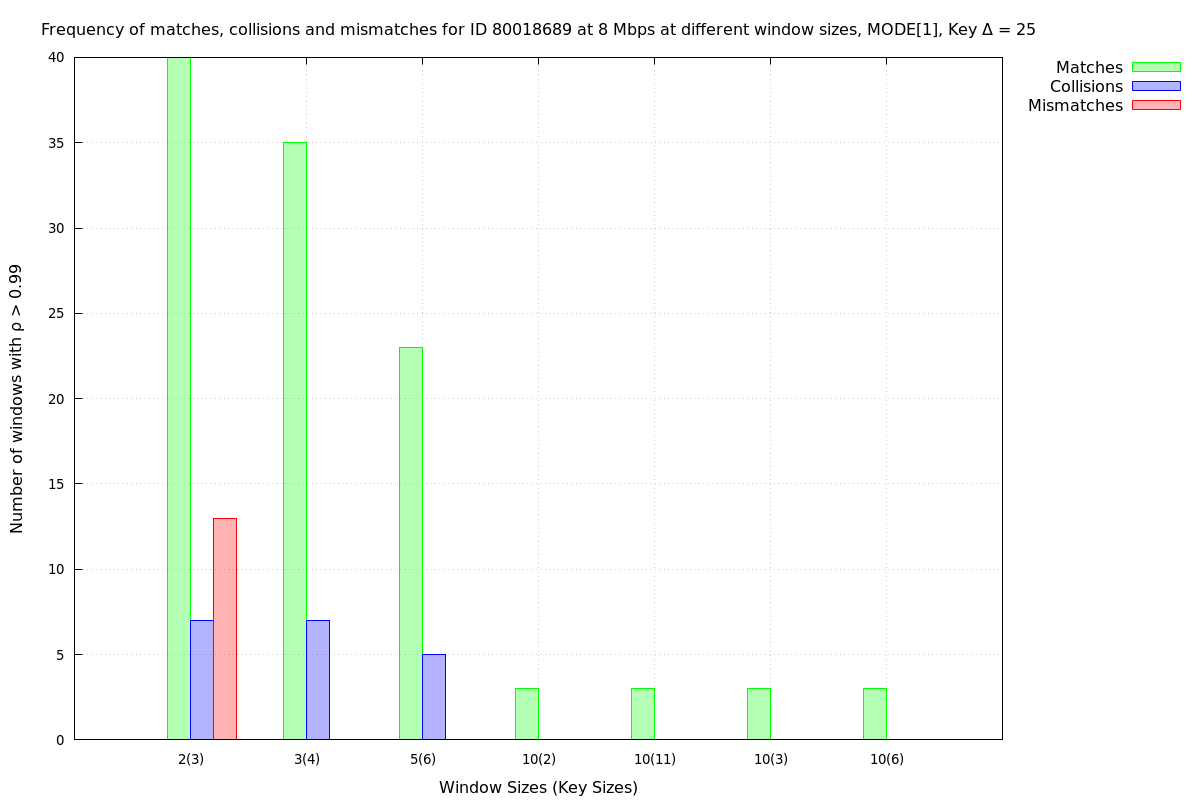 Frequency of matches, collisions and mismatches for ID 80018689 at 8 Mbps at different window sizes, MODE[1], Key Δ = 25
Matches
Collisions
Mismatches
Number of windows with ρ > 0.99
40
35
30
25
20
15
10
5
0
2(3) 3(4) 5(6) 10(2) 10(11) 10(3) 10(6)
Window Sizes (Key Sizes)